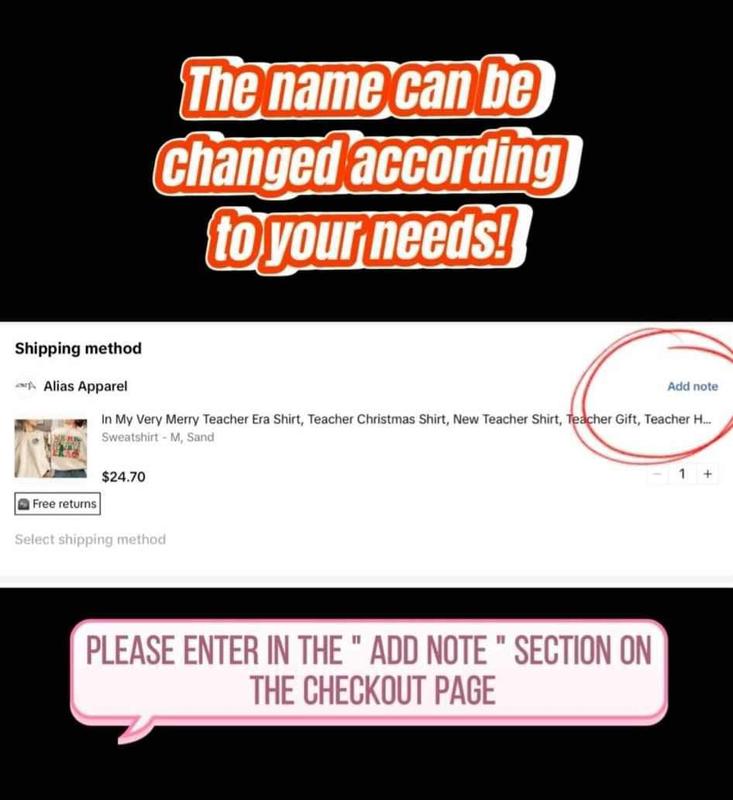 The name can be
changed according
to your needs!
Shipping method
Alias Apparel
Add note
In My Very Merry Teacher Era Shirt, Teacher Christmas Shirt, New Teacher Shirt, Teacher Gift, Teacher H...
Sweatshirt - M, Sand
$24.70
− 1 +
Free returns
Select shipping method
PLEASE ENTER IN THE " ADD NOTE " SECTION ON
THE CHECKOUT PAGE